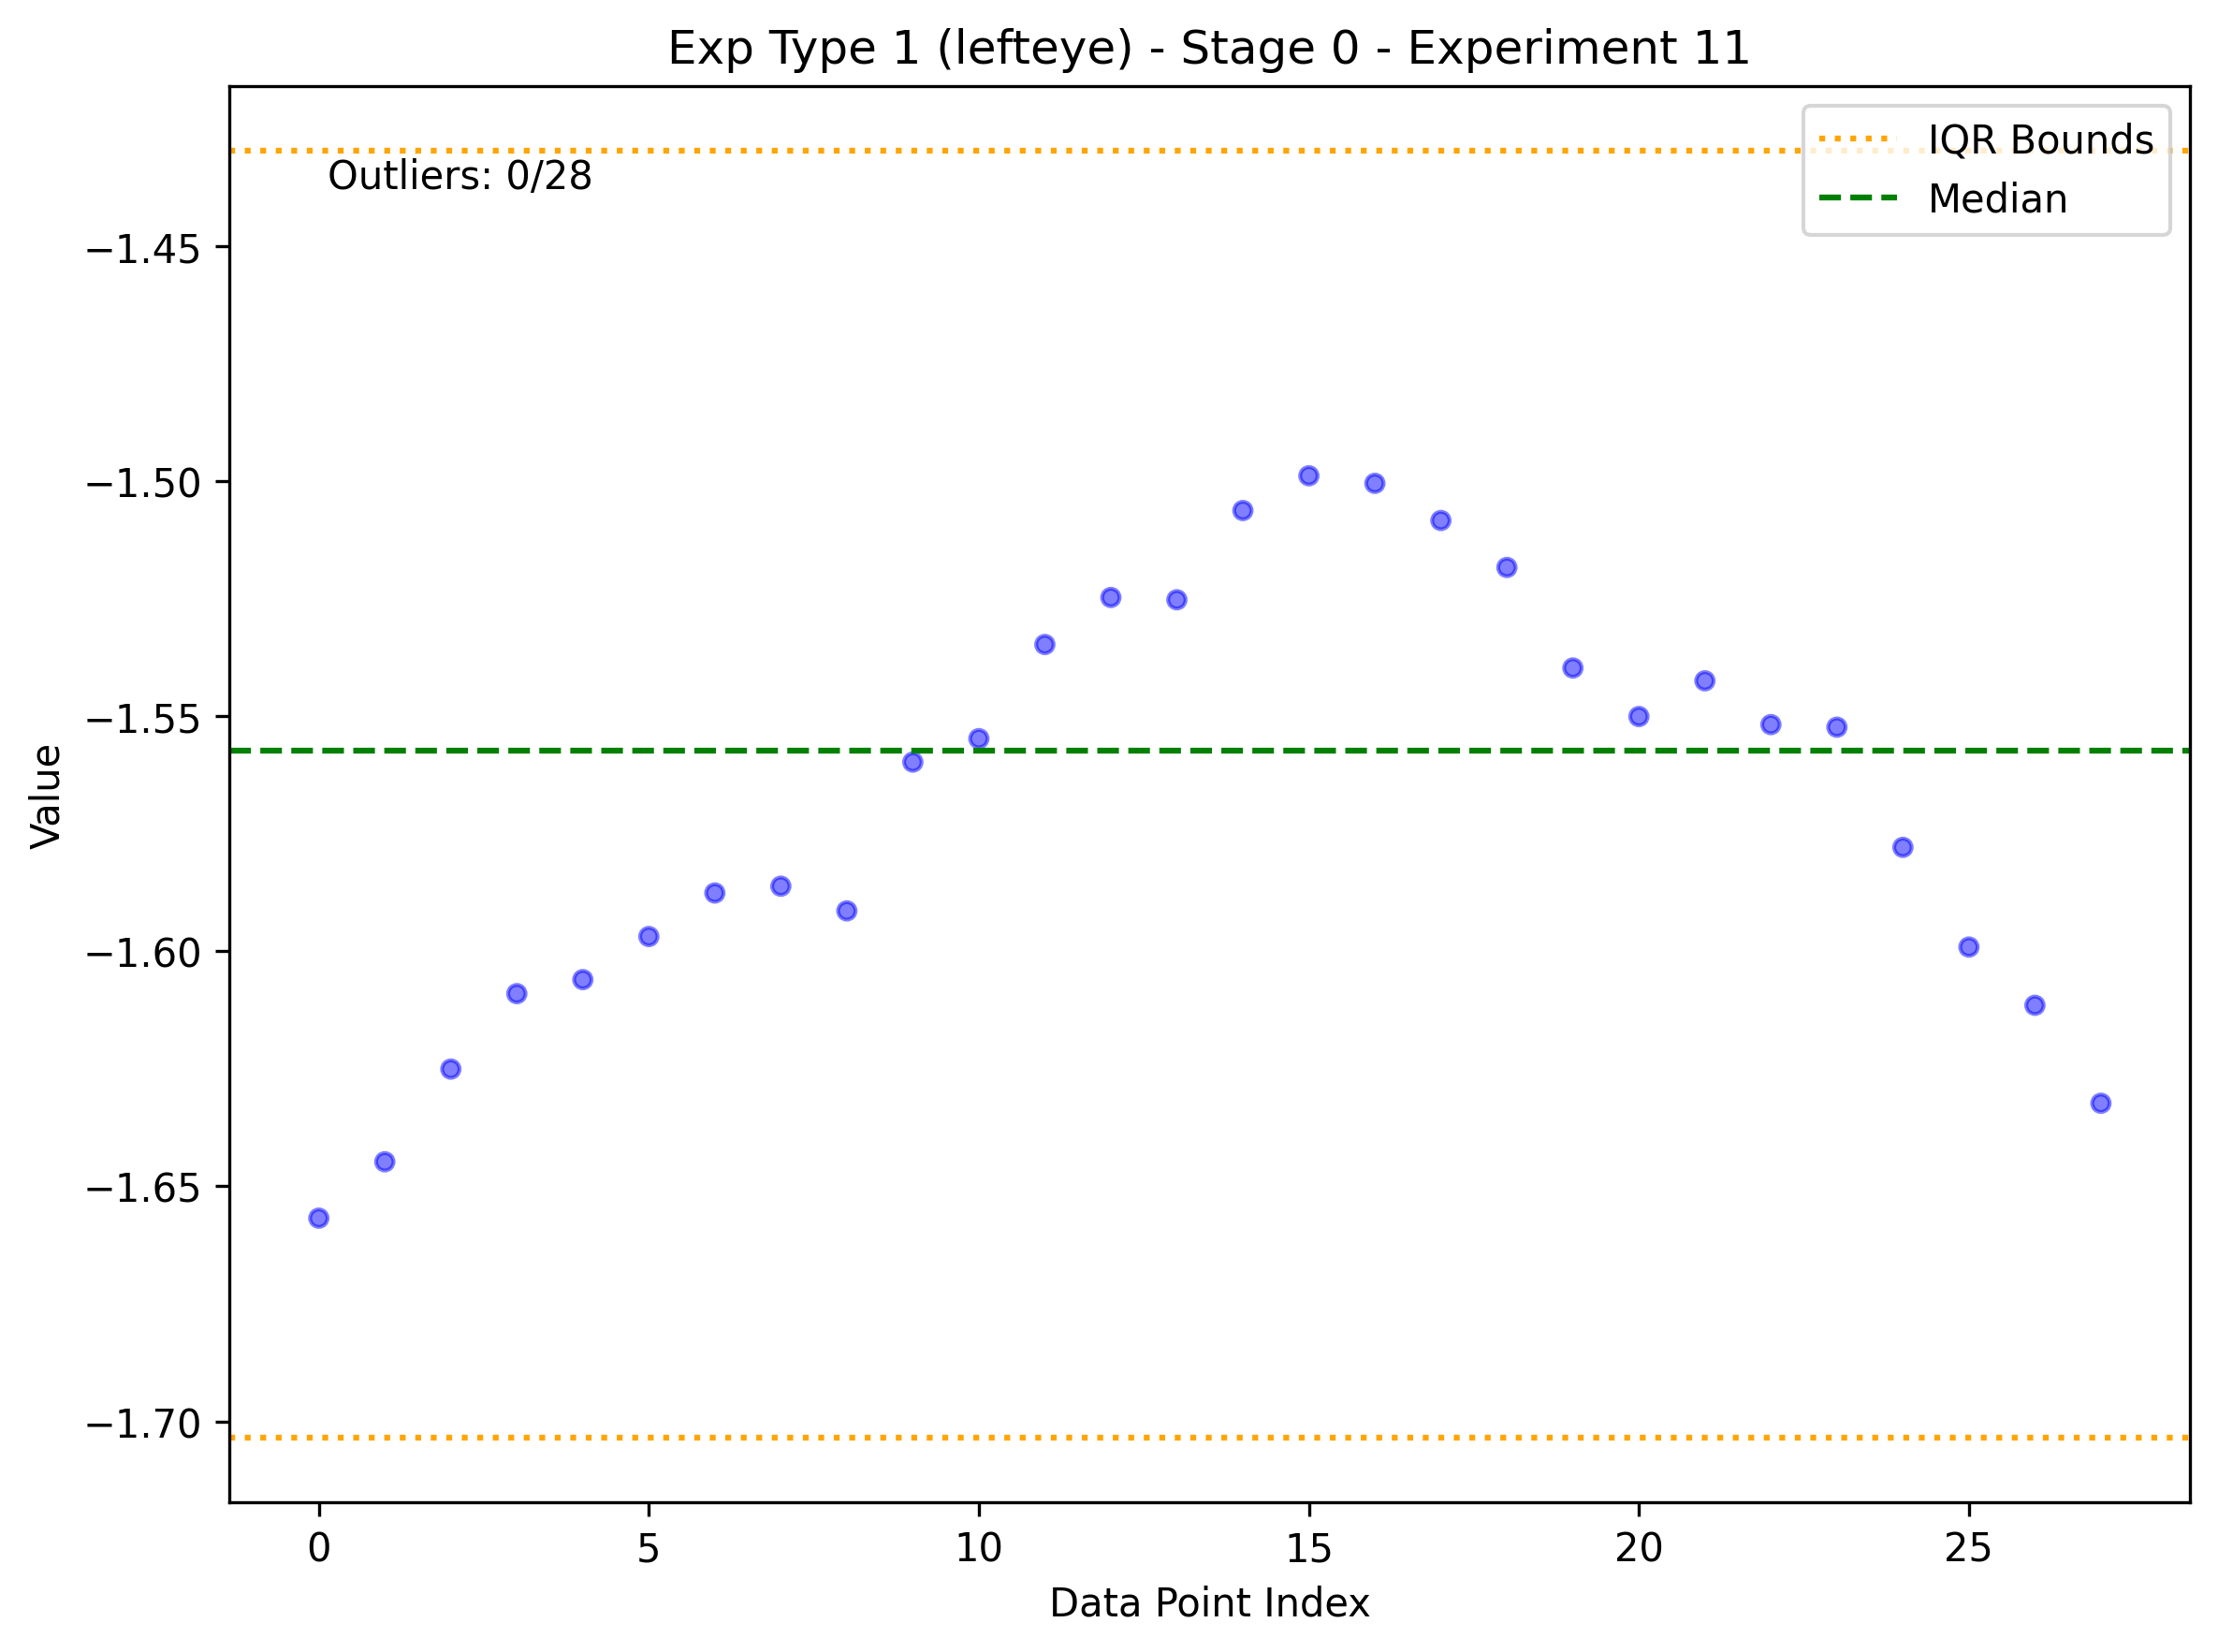 Exp Type 1 (lefteye) - Stage 0 - Experiment 11
IQR Bounds
Median
Outliers: 0/28
−1.45
−1.50
−1.55
−1.60
−1.65
−1.70
Value
0 5 10 15 20 25
Data Point Index